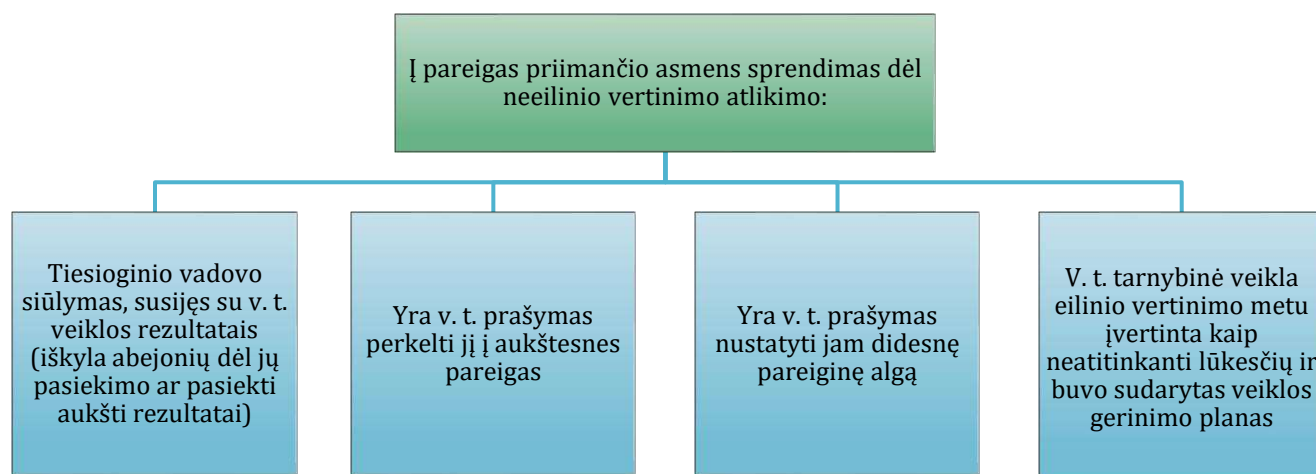 Į pareigas priimančio asmens sprendimas dėl
neeilinio vertinimo atlikimo:
Tiesioginio vadovo
siūlymas, susijęs su v. t.
veiklos rezultatais
(iškyla abejonių dėl jų
pasiekimo ar pasiekti
aukšti rezultatai)
Yra v. t. prašymas
perkelti jį į aukštesnes
pareigas
Yra v. t. prašymas
nustatyti jam didesnę
pareiginę algą
V. t. tarnybinė veikla
eilinio vertinimo metu
įvertinta kaip
neatitinkanti lūkesčių ir
buvo sudarytas veiklos
gerinimo planas